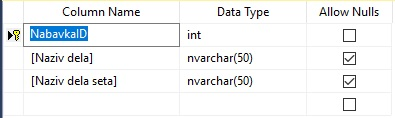 Column Name Data Type Allow Nulls
NabavkaID int
[Naziv dela] nvarchar(50)
[Naziv dela seta] nvarchar(50)